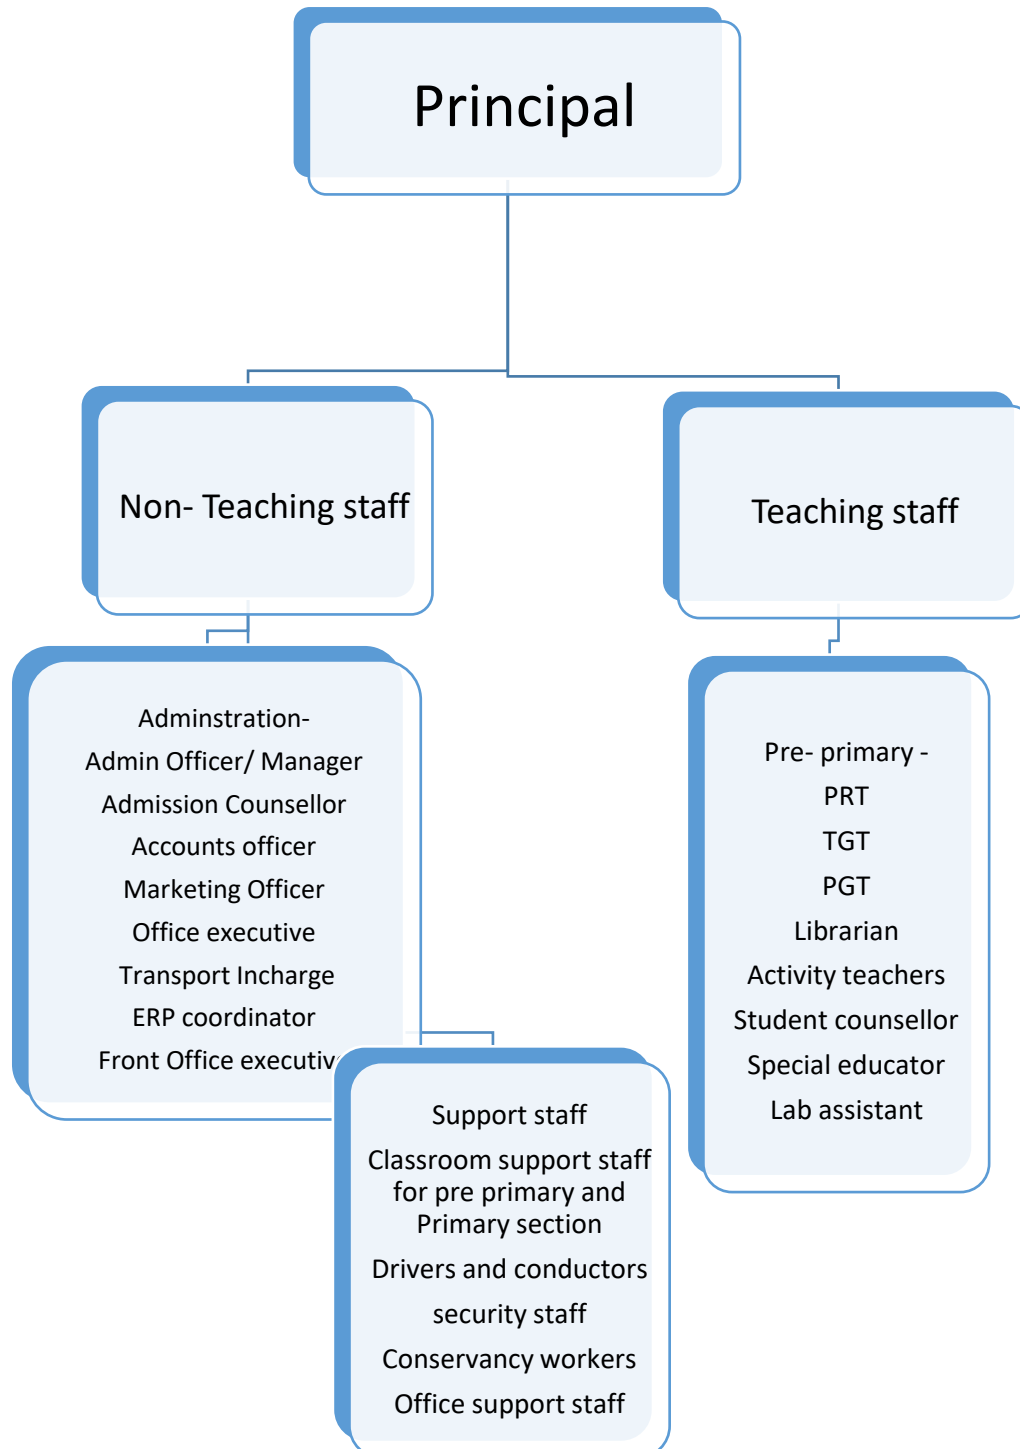 Principal
Non- Teaching staff
Teaching staff
Adminstration-
Admin Officer/ Manager
Admission Counsellor
Accounts officer
Marketing Officer
Office executive
Transport Incharge
ERP coordinator
Front Office executive
Support staff
Classroom support staff
for pre primary and
Primary section
Drivers and conductors
security staff
Conservancy workers
Office support staff
Pre- primary -
PRT
TGT
PGT
Librarian
Activity teachers
Student counsellor
Special educator
Lab assistant